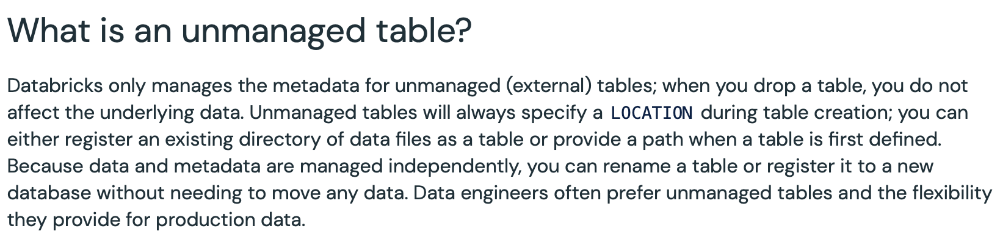 What is an unmanaged table?
Databricks only manages the metadata for unmanaged (external) tables; when you drop a table, you do not
affect the underlying data. Unmanaged tables will always specify a LOCATION during table creation; you can
either register an existing directory of data files as a table or provide a path when a table is first defined.
Because data and metadata are managed independently, you can rename a table or register it to a new
database without needing to move any data. Data engineers often prefer unmanaged tables and the flexibility
they provide for production data.